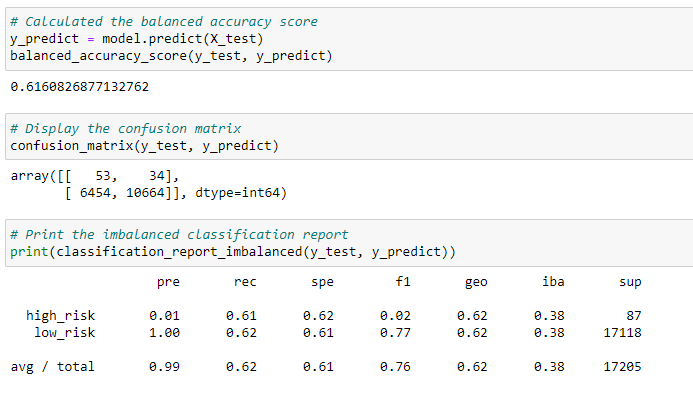 # Calculated the balanced accuracy score
y_predict = model.predict(X_test)
balanced_accuracy_score(y_test, y_predict)
0.6160826877132762
# Display the confusion matrix
confusion_matrix(y_test, y_predict)
array([[   53,    34],
       [ 6454, 10664]], dtype=int64)
# Print the imbalanced classification report
print(classification_report_imbalanced(y_test, y_predict))
pre rec spe f1 geo iba sup
high_risk 0.01 0.61 0.62 0.02 0.62 0.38 87
low_risk 1.00 0.62 0.61 0.77 0.62 0.38 17118
avg / total 0.99 0.62 0.61 0.76 0.62 0.38 17205